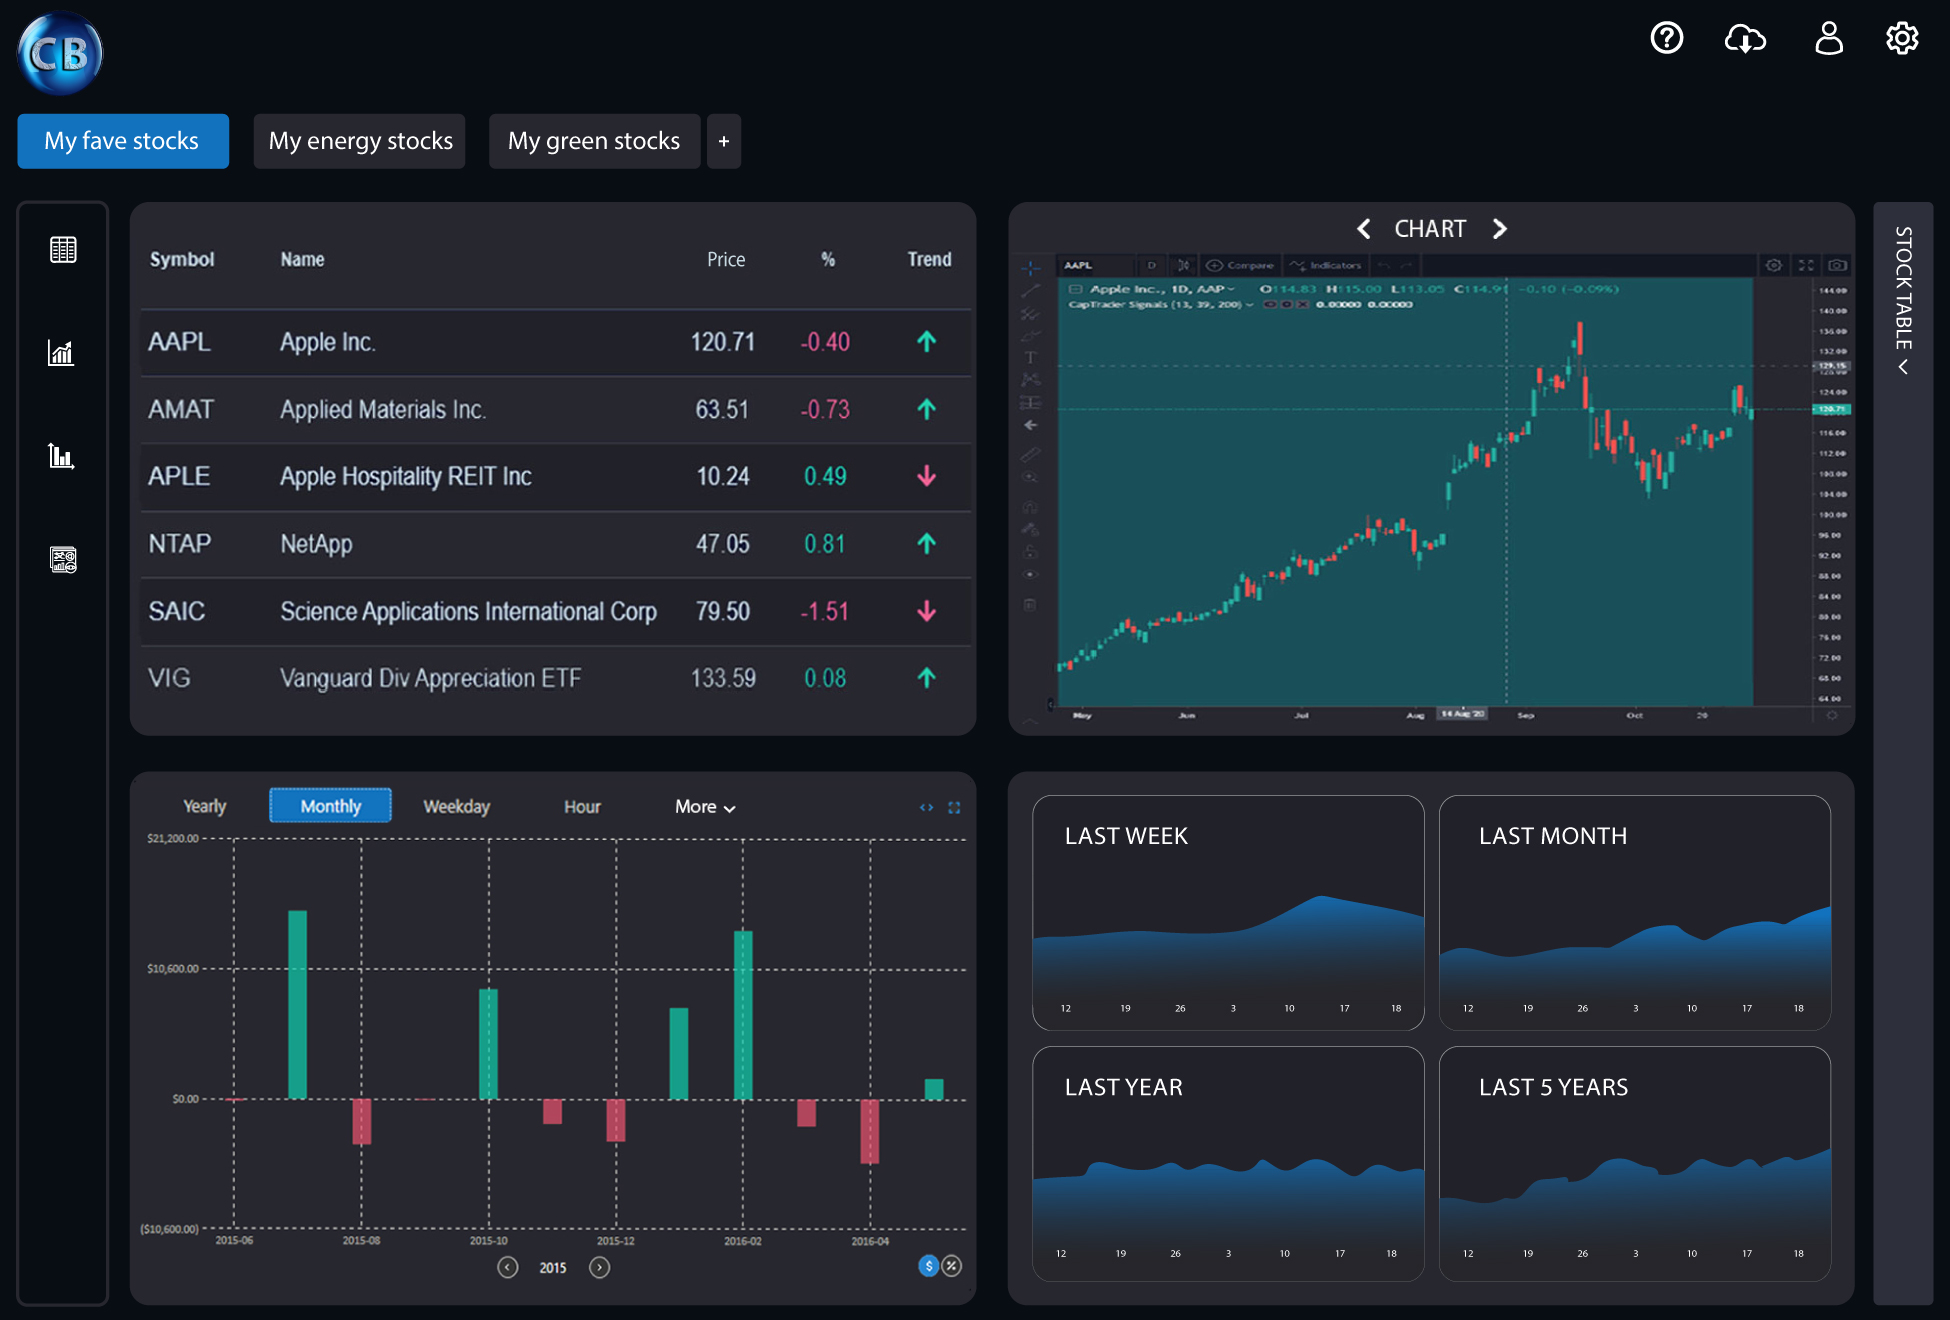 CB
My fave stocks My energy stocks My green stocks +
Symbol Name Price % Trend
AAPL Apple Inc. 120.71 -0.40
AMAT Applied Materials Inc. 63.51 -0.73
APLE Apple Hospitality REIT Inc 10.24 0.49
NTAP NetApp 47.05 0.81
SAIC Science Applications International Corp 79.50 -1.51
VIG Vanguard Div Appreciation ETF 133.59 0.08
CHART
AAPL D Compare Indicators
Apple Inc., 1D, AAP O114.83 H115.00 L113.05 C114.91 -0.10 (-0.09%)
CapTrader Signals (13, 39, 200) 0.00000 0.00000
144.00
140.00
136.00
132.00
129.15
124.00
120.71
116.00
112.00
100.00
104.00
100.00
96.00
92.00
88.00
84.00
80.00
76.00
72.00
68.00
64.00
May Jun Jul Aug 14 Aug '20 Sep Oct 20
STOCK TABLE
Yearly Monthly Weekday Hour More
$21,200.00
$10,600.00
$0.00
($10,600.00)
2015-06 2015-08 2015-10 2015-12 2016-02 2016-04
2015
$ %
LAST WEEK
12 19 26 3 10 17 18
LAST MONTH
12 19 26 3 10 17 18
LAST YEAR
12 19 26 3 10 17 18
LAST 5 YEARS
12 19 26 3 10 17 18